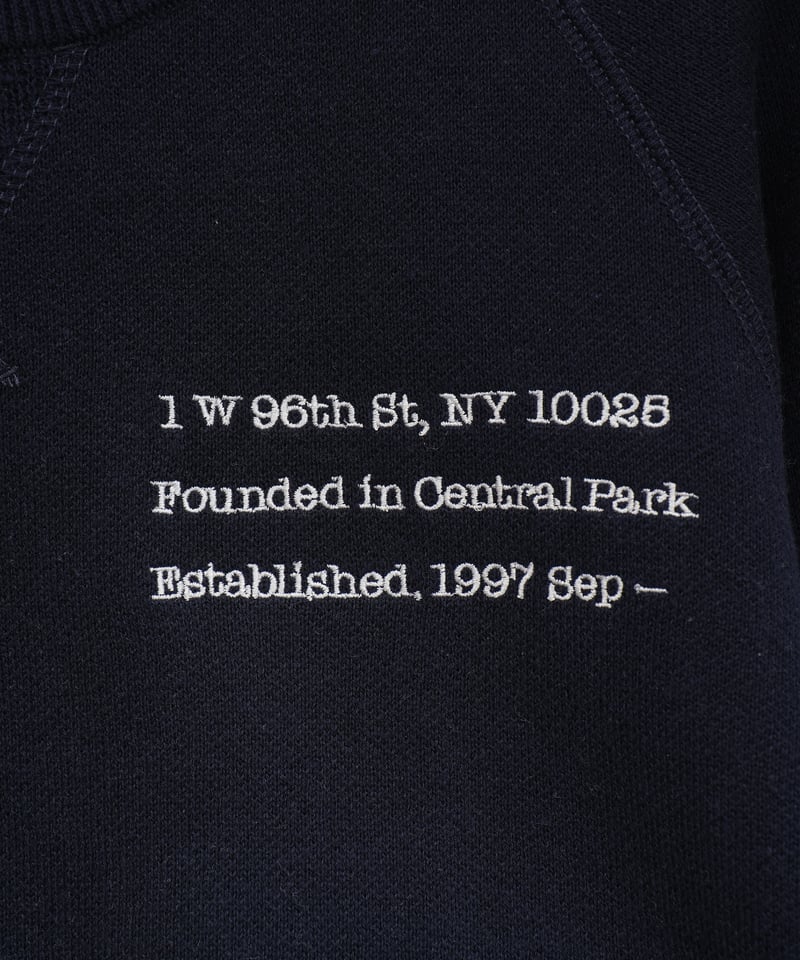 1 W 96th St, NY 10025
Founded in Central Park
Established, 1997 Sep —